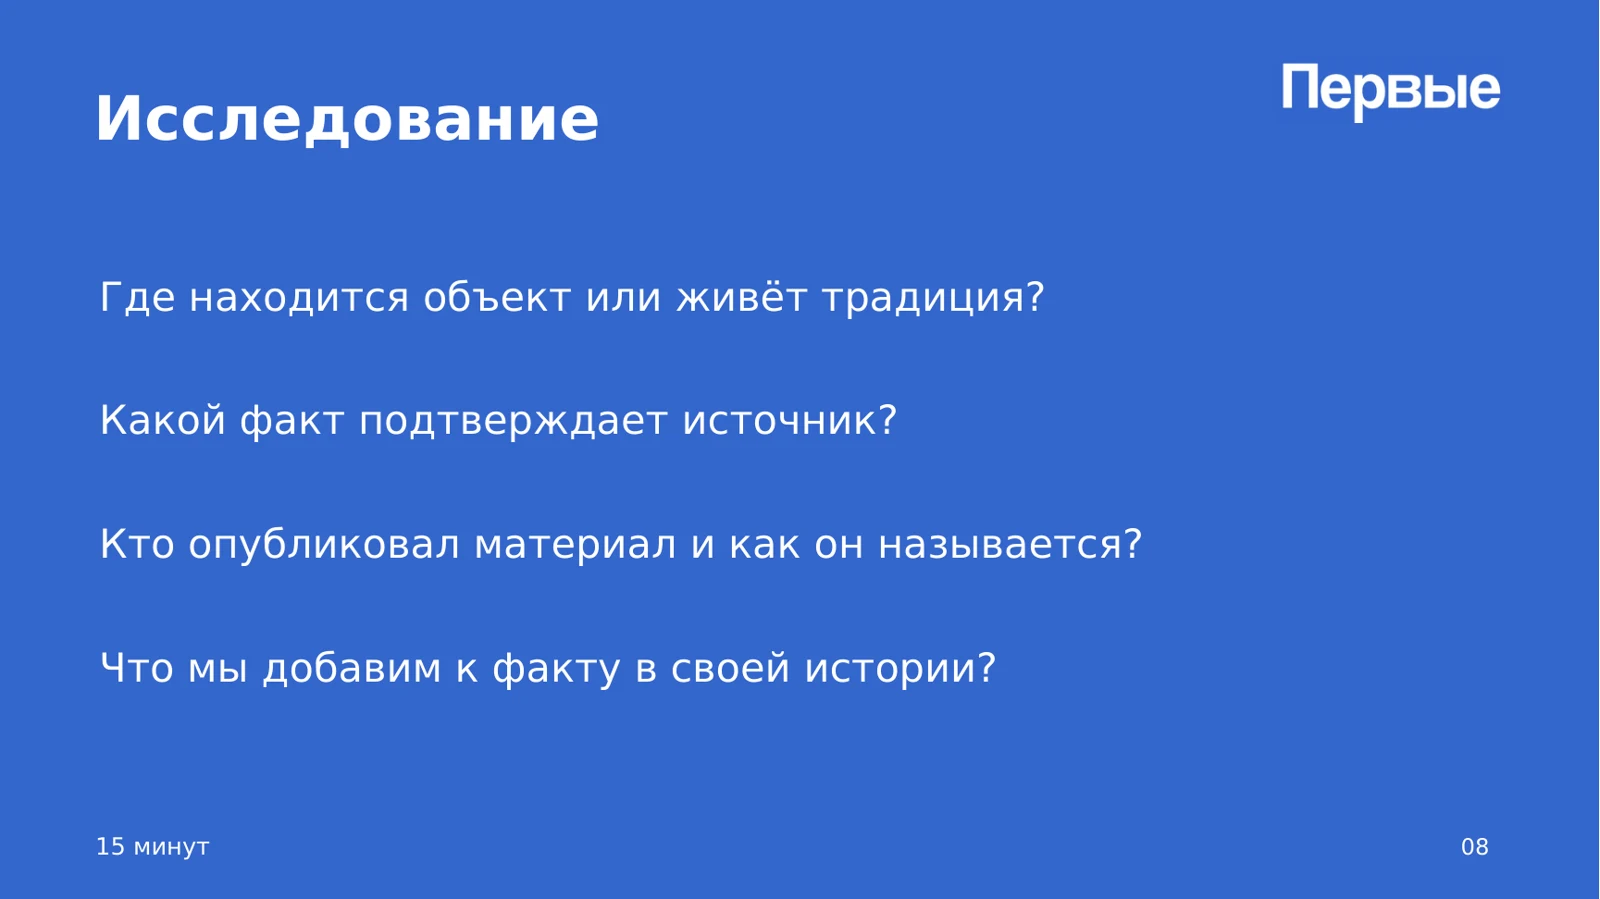 Первые
Исследование
Где находится объект или живёт традиция?
Какой факт подтверждает источник?
Кто опубликовал материал и как он называется?
Что мы добавим к факту в своей истории?
15 минут
08